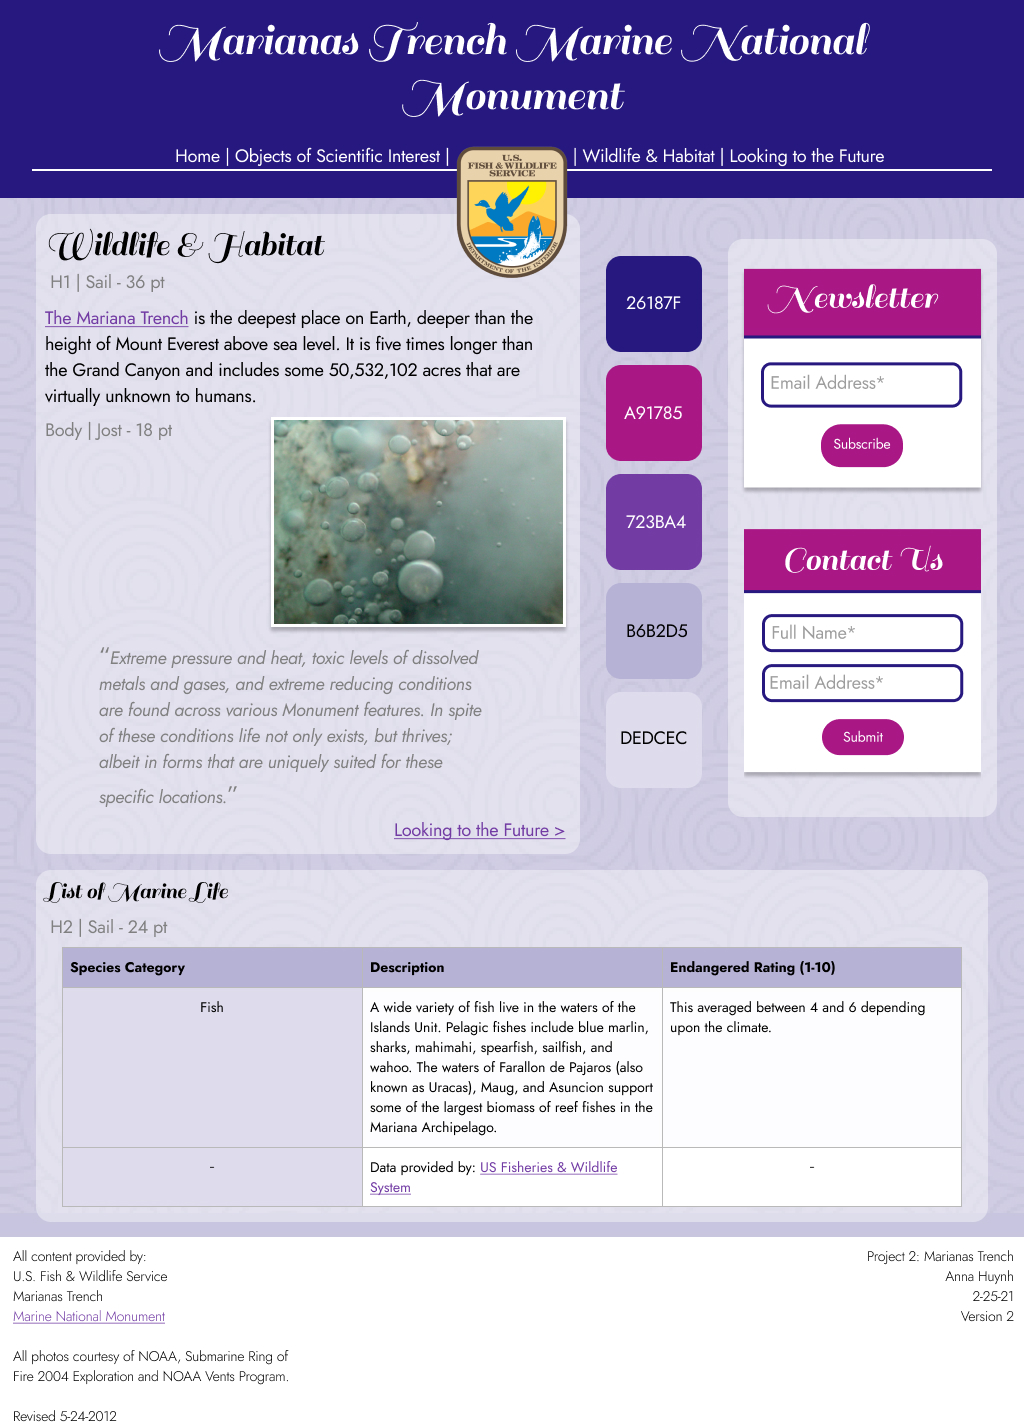 Marianas Trench Marine National
Monument
Home | Objects of Scientific Interest |
| Wildlife & Habitat | Looking to the Future
U.S.
FISH & WILDLIFE
SERVICE
DEPARTMENT OF THE INTERIOR
Wildlife & Habitat
H1 | Sail - 36 pt
The Mariana Trench is the deepest place on Earth, deeper than the
height of Mount Everest above sea level. It is five times longer than
the Grand Canyon and includes some 50,532,102 acres that are
virtually unknown to humans.
Body | Jost - 18 pt
“Extreme pressure and heat, toxic levels of dissolved
metals and gases, and extreme reducing conditions
are found across various Monument features. In spite
of these conditions life not only exists, but thrives;
albeit in forms that are uniquely suited for these
specific locations.”
Looking to the Future >
26187F
A91785
723BA4
B6B2D5
DEDCEC
Newsletter
Email Address*
Subscribe
Contact Us
Full Name*
Email Address*
Submit
List of Marine Life
H2 | Sail - 24 pt
Species Category
Description
Endangered Rating (1-10)
Fish
A wide variety of fish live in the waters of the
Islands Unit. Pelagic fishes include blue marlin,
sharks, mahimahi, spearfish, sailfish, and
wahoo. The waters of Farallon de Pajaros (also
known as Uracas), Maug, and Asuncion support
some of the largest biomass of reef fishes in the
Mariana Archipelago.
This averaged between 4 and 6 depending
upon the climate.
-
Data provided by: US Fisheries & Wildlife
System
-
All content provided by:
U.S. Fish & Wildlife Service
Marianas Trench
Marine National Monument
All photos courtesy of NOAA, Submarine Ring of
Fire 2004 Exploration and NOAA Vents Program.
Revised 5-24-2012
Project 2: Marianas Trench
Anna Huynh
2-25-21
Version 2